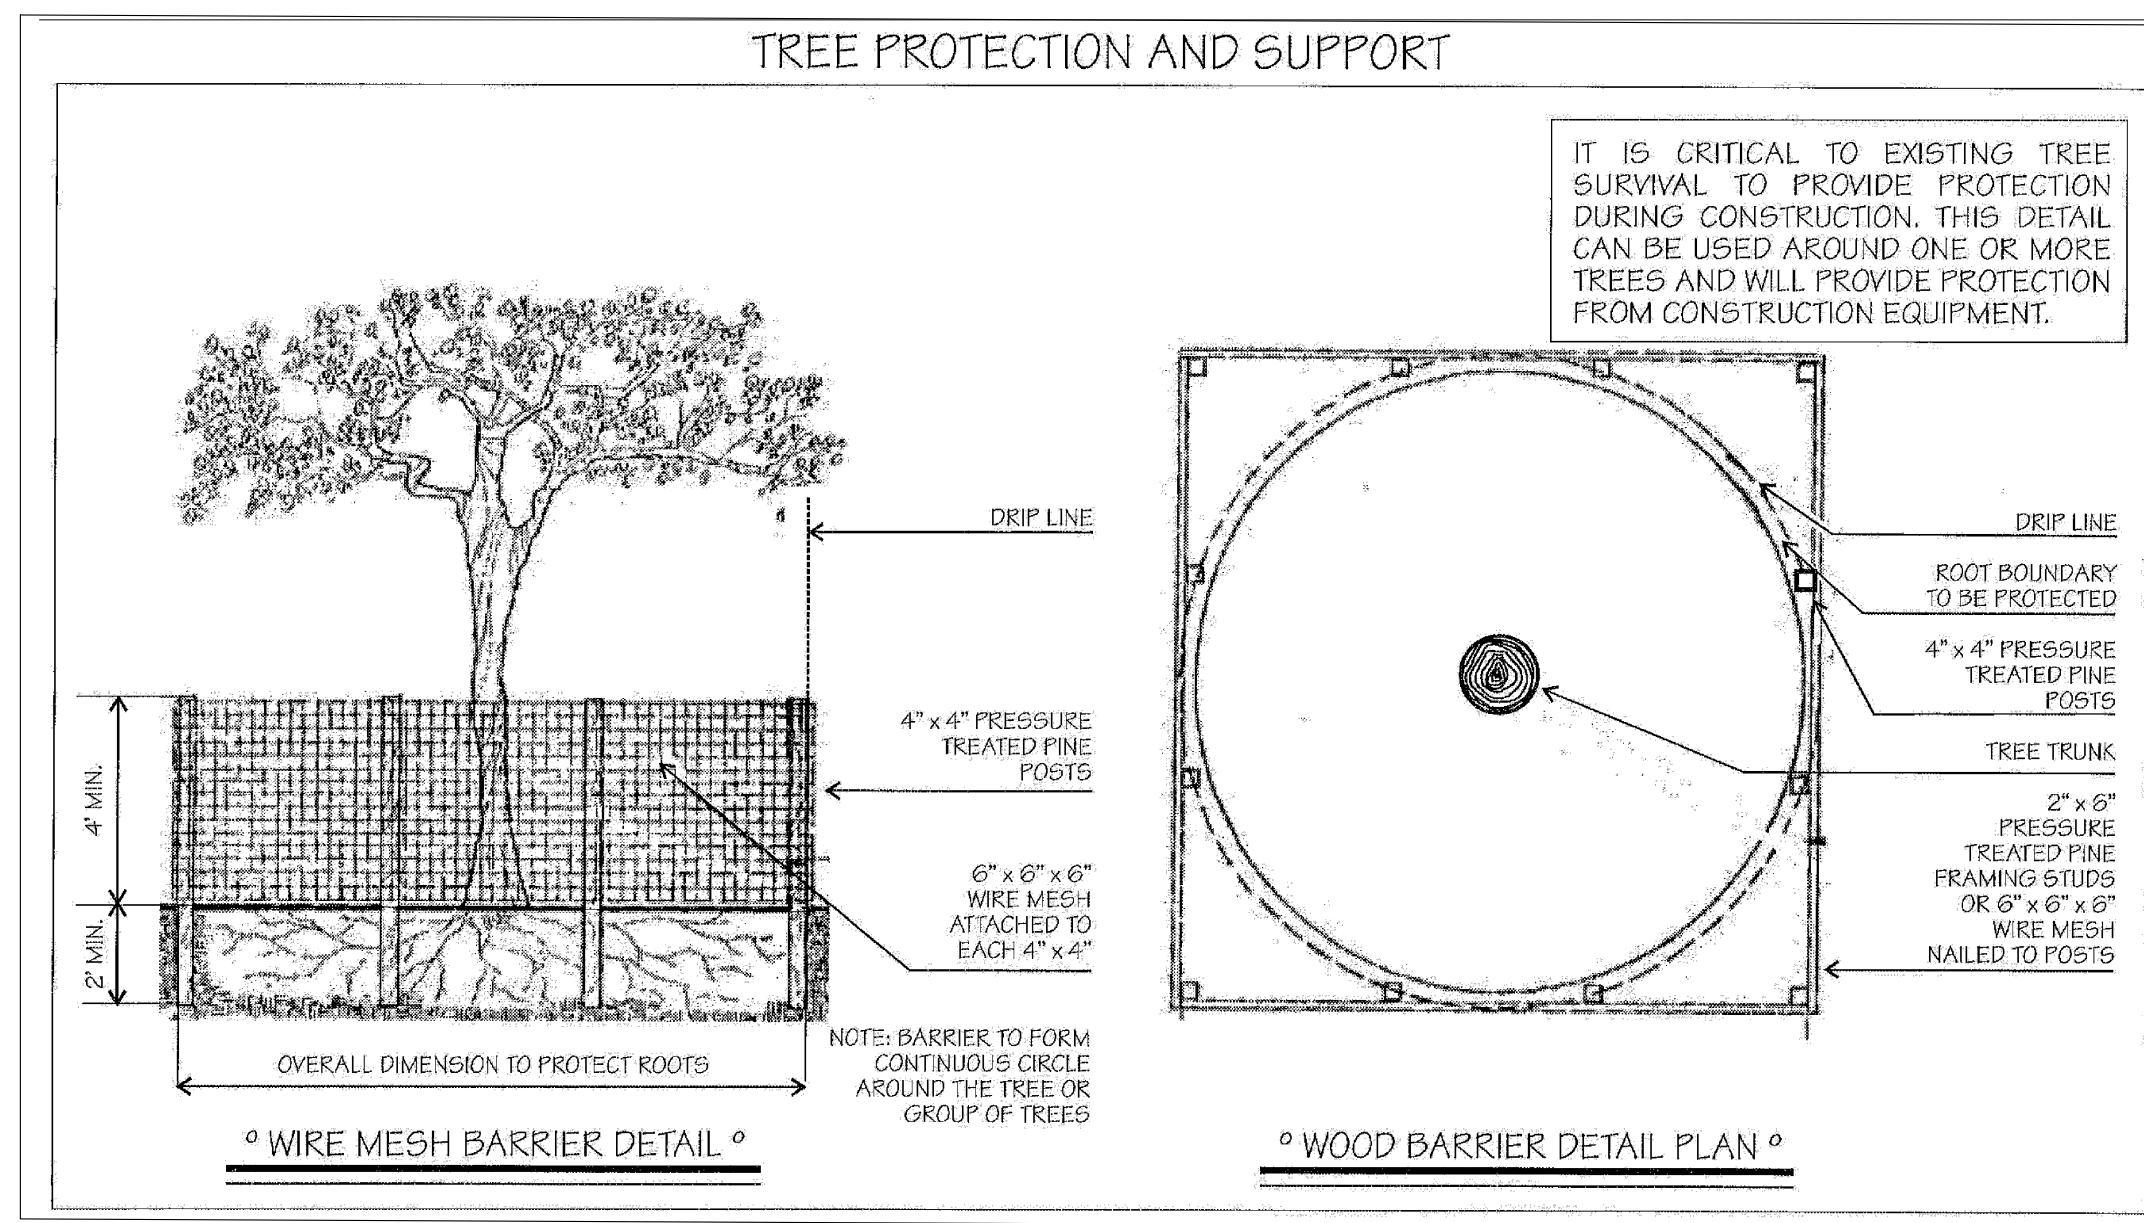 TREE PROTECTION AND SUPPORT
IT IS CRITICAL TO EXISTING TREE
SURVIVAL TO PROVIDE PROTECTION
DURING CONSTRUCTION. THIS DETAIL
CAN BE USED AROUND ONE OR MORE
TREES AND WILL PROVIDE PROTECTION
FROM CONSTRUCTION EQUIPMENT.
DRIP LINE
4" x 4" PRESSURE
TREATED PINE
POSTS
6" x 6" x 6"
WIRE MESH
ATTACHED TO
EACH 4" x 4"
4' MIN.
2' MIN.
OVERALL DIMENSION TO PROTECT ROOTS
NOTE: BARRIER TO FORM
CONTINUOUS CIRCLE
AROUND THE TREE OR
GROUP OF TREES
° WIRE MESH BARRIER DETAIL °
DRIP LINE
ROOT BOUNDARY
TO BE PROTECTED
4" x 4" PRESSURE
TREATED PINE
POSTS
TREE TRUNK
2" x 6"
PRESSURE
TREATED PINE
FRAMING STUDS
OR 6" x 6" x 6"
WIRE MESH
NAILED TO POSTS
° WOOD BARRIER DETAIL PLAN °